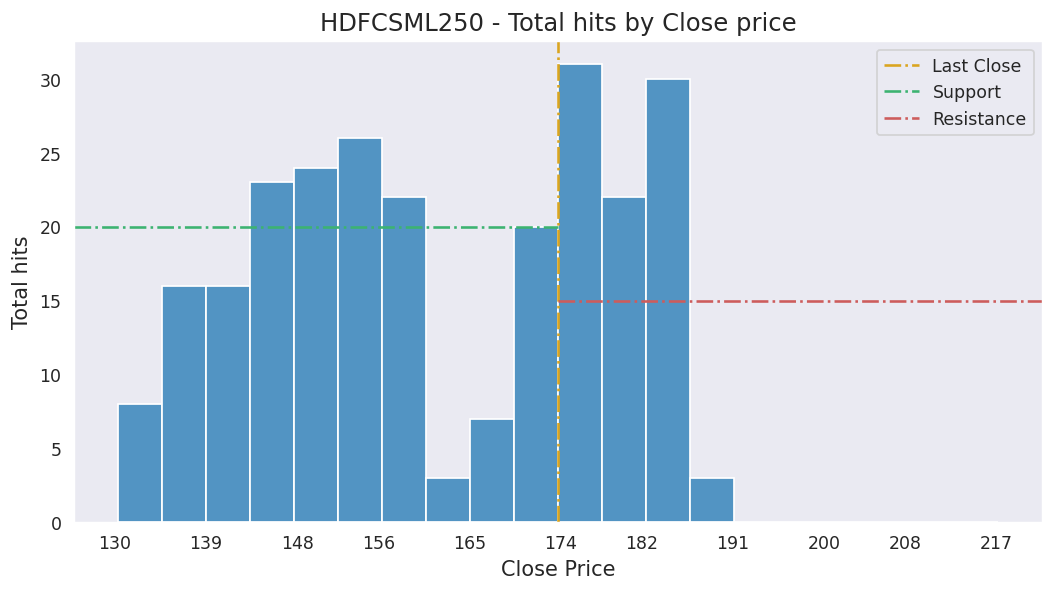 HDFCSML250 - Total hits by Close price
Last Close
Support
Resistance
Total hits
30
25
20
15
10
5
0
130 139 148 156 165 174 182 191 200 208 217
Close Price